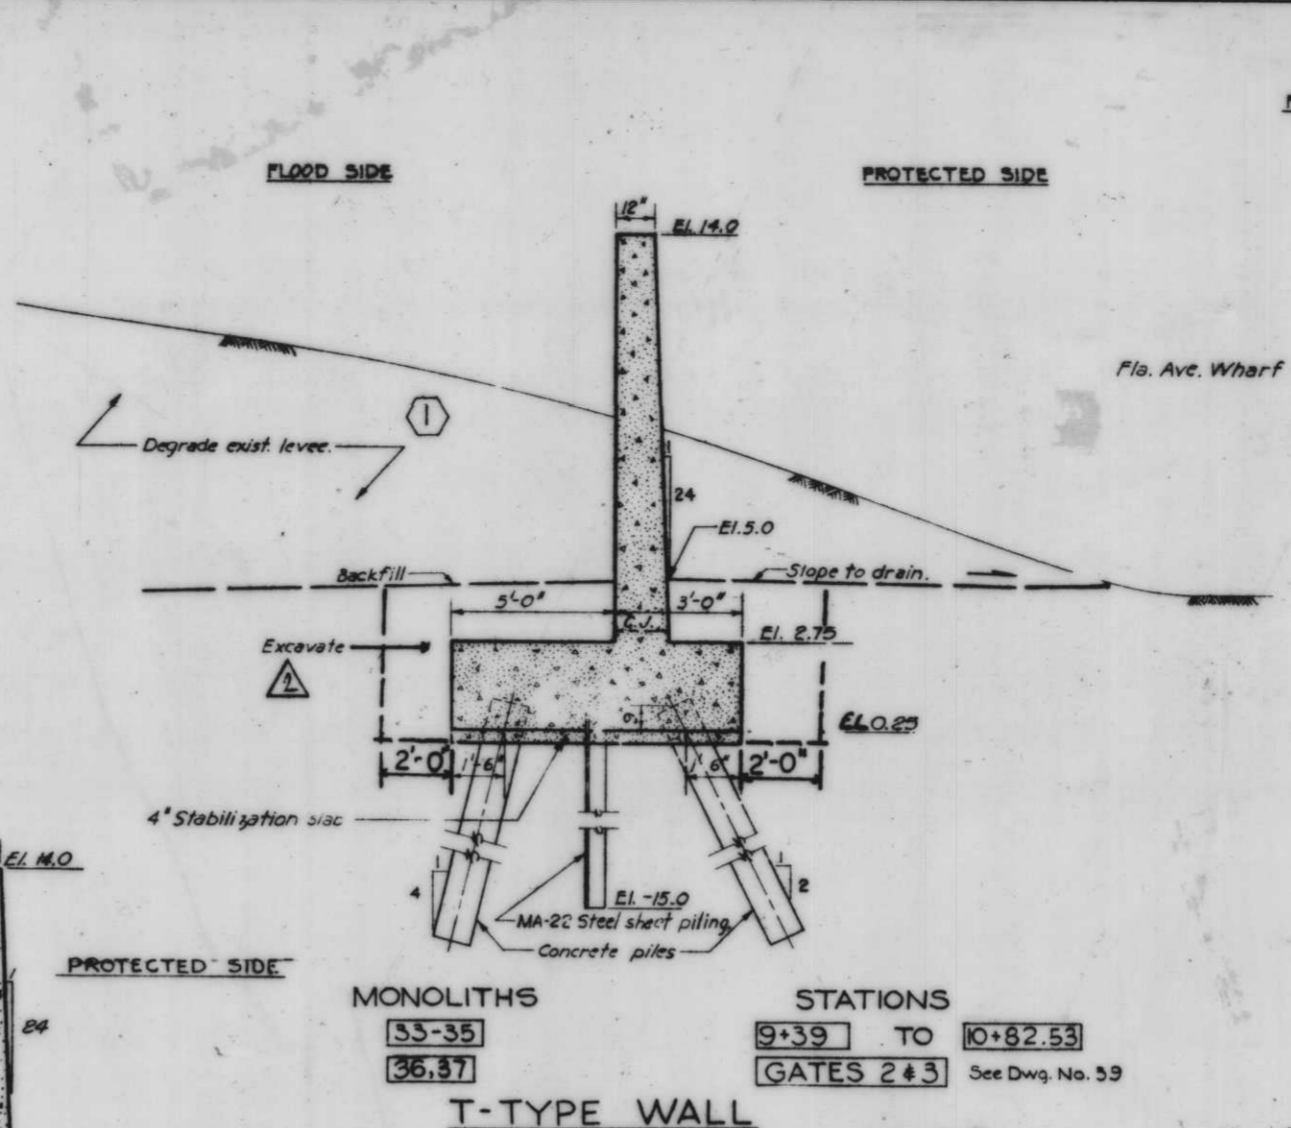 FLOOD SIDE
PROTECTED SIDE
12"
El. 14.0
Fla. Ave. Wharf
1
Degrade exist. levee.
1
24
El.5.0
Backfill
Slope to drain.
5'-0"
3'-0"
C.J.
El. 2.75
Excavate
2
El. 0.25
2'-0"
1'-6"
6"
2'-0"
4" Stabilization slab
El. 14.0
1
4
1
2
El. -15.0
MA-22 Steel sheet piling
Concrete piles
PROTECTED SIDE
1
24
MONOLITHS
STATIONS
33-35
9+39 TO 10+82.53
36,37
GATES 2 & 3 See Dwg. No. 39
T-TYPE WALL